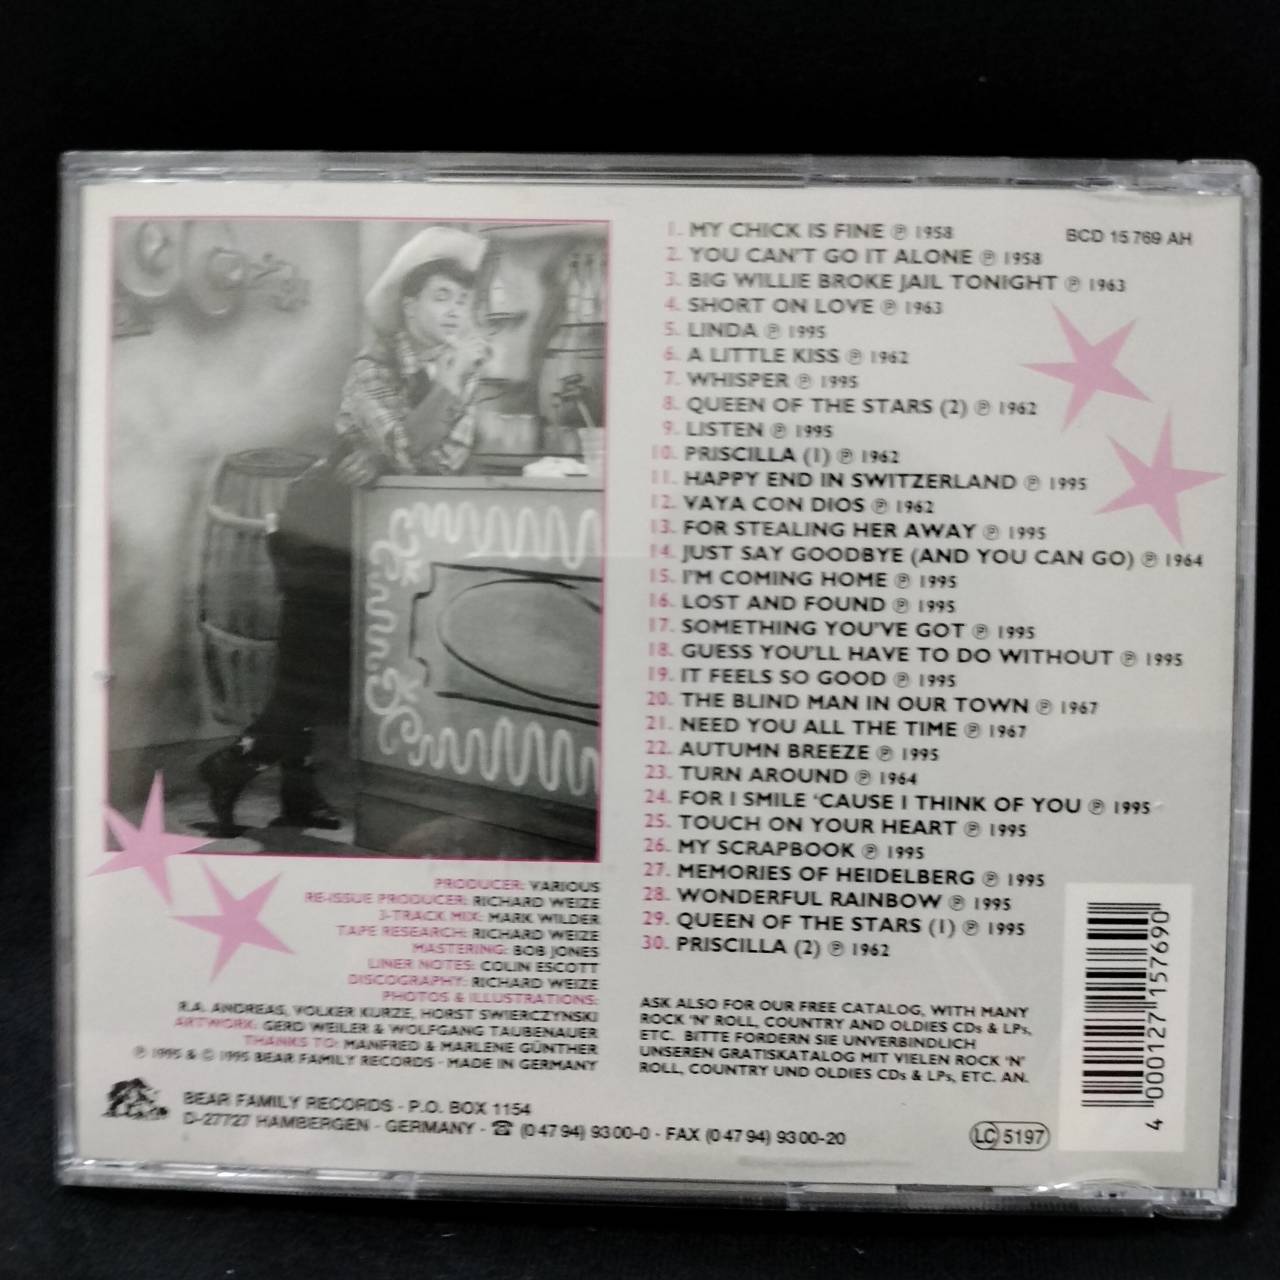 BCD 15 769 AH
1. MY CHICK IS FINE ℗ 1958
2. YOU CAN'T GO IT ALONE ℗ 1958
3. BIG WILLIE BROKE JAIL TONIGHT ℗ 1963
4. SHORT ON LOVE ℗ 1963
5. LINDA ℗ 1995
6. A LITTLE KISS ℗ 1962
7. WHISPER ℗ 1995
8. QUEEN OF THE STARS (2) ℗ 1962
9. LISTEN ℗ 1995
10. PRISCILLA (1) ℗ 1962
11. HAPPY END IN SWITZERLAND ℗ 1995
12. VAYA CON DIOS ℗ 1962
13. FOR STEALING HER AWAY ℗ 1995
14. JUST SAY GOODBYE (AND YOU CAN GO) ℗ 1964
15. I'M COMING HOME ℗ 1995
16. LOST AND FOUND ℗ 1995
17. SOMETHING YOU'VE GOT ℗ 1995
18. GUESS YOU'LL HAVE TO DO WITHOUT ℗ 1995
19. IT FEELS SO GOOD ℗ 1995
20. THE BLIND MAN IN OUR TOWN ℗ 1967
21. NEED YOU ALL THE TIME ℗ 1967
22. AUTUMN BREEZE ℗ 1995
23. TURN AROUND ℗ 1964
24. FOR I SMILE 'CAUSE I THINK OF YOU ℗ 1995
25. TOUCH ON YOUR HEART ℗ 1995
26. MY SCRAPBOOK ℗ 1995
27. MEMORIES OF HEIDELBERG ℗ 1995
28. WONDERFUL RAINBOW ℗ 1995
29. QUEEN OF THE STARS (1) ℗ 1995
30. PRISCILLA (2) ℗ 1962
PRODUCER: VARIOUS
RE-ISSUE PRODUCER: RICHARD WEIZE
3-TRACK MIX: MARK WILDER
TAPE RESEARCH: RICHARD WEIZE
MASTERING: BOB JONES
LINER NOTES: COLIN ESCOTT
DISCOGRAPHY: RICHARD WEIZE
PHOTOS & ILLUSTRATIONS:
R.A. ANDREAS, VOLKER KURZE, HORST SWIERCZYNSKI
ARTWORK: GERD WEILER & WOLFGANG TAUBENAUER
THANKS TO: MANFRED & MARLENE GÜNTHER
℗ 1995 & © 1995 BEAR FAMILY RECORDS - MADE IN GERMANY
ASK ALSO FOR OUR FREE CATALOG, WITH MANY
ROCK 'N' ROLL, COUNTRY AND OLDIES CDs & LPs,
ETC. BITTE FORDERN SIE UNVERBINDLICH
UNSEREN GRATISKATALOG MIT VIELEN ROCK 'N'
ROLL, COUNTRY UND OLDIES CDs & LPs, ETC. AN.
BEAR FAMILY RECORDS - P.O. BOX 1154
D-27727 HAMBERGEN - GERMANY - ☎ (0 47 94) 93 00-0 - FAX (0 47 94) 93 00-20
LC 5197
4 000127 157690